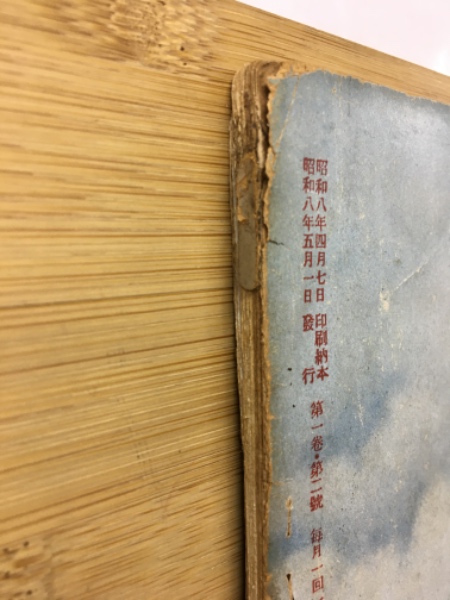 昭和八年四月七日 印刷納本
昭和八年五月一日 發行
第一卷・第二號 每月一回